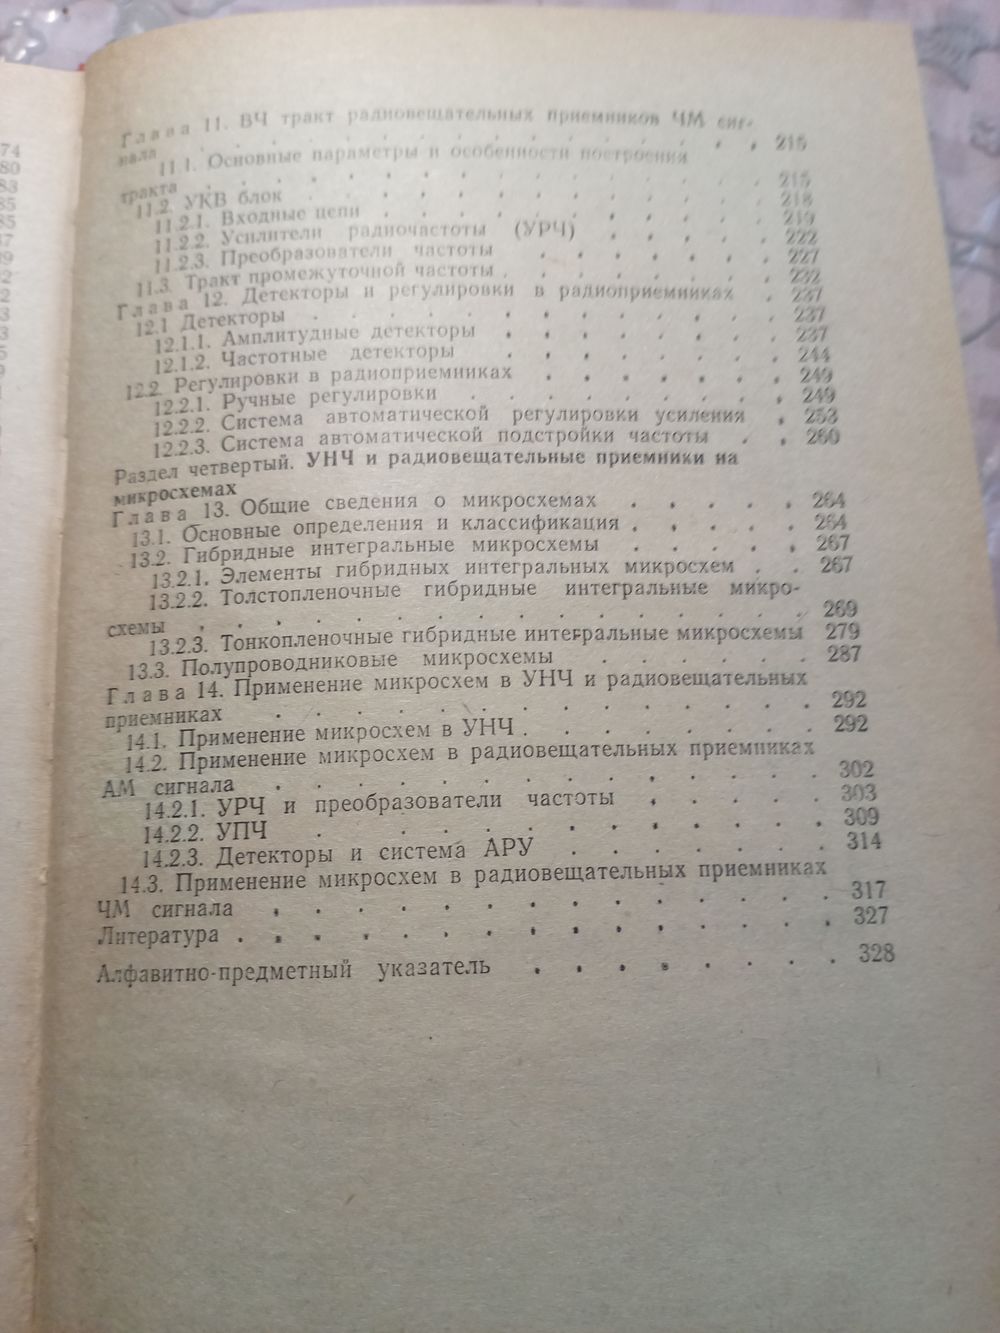 Глава 11. ВЧ тракт радиовещательных приемников ЧМ сиг-
нала . . . . . . . . . . . . . . . 215
11.1. Основные параметры и особенности построения
тракта . . . . . . . . . . . . . . 215
11.2. УКВ блок . . . . . . . . . . . . 218
11.2.1. Входные цепи . . . . . . . . . . 219
11.2.2. Усилители радиочастоты (УРЧ) . . . . . 222
11.2.3. Преобразователи частоты . . . . . . 227
11.3. Тракт промежуточной частоты . . . . . . . 232
Глава 12. Детекторы и регулировки в радиоприемниках . 237
12.1 Детекторы . . . . . . . . . . . . 237
12.1.1. Амплитудные детекторы . . . . . . . 237
12.1.2. Частотные детекторы . . . . . . . 244
12.2. Регулировки в радиоприемниках . . . . . . 249
12.2.1. Ручные регулировки . . . . . . . . 249
12.2.2. Система автоматической регулировки усиления . 253
12.2.3. Система автоматической подстройки частоты . . 260
Раздел четвертый. УНЧ и радиовещательные приемники на
микросхемах
Глава 13. Общие сведения о микросхемах . . . . . 264
13.1. Основные определения и классификация . . . . . 264
13.2. Гибридные интегральные микросхемы . . . . . 267
13.2.1. Элементы гибридных интегральных микросхем . . 267
13.2.2. Толстопленочные гибридные интегральные микро-
схемы . . . . . . . . . . . . . . . 269
13.2.3. Тонкопленочные гибридные интегральные микросхемы 279
13.3. Полупроводниковые микросхемы . . . . . . 287
Глава 14. Применение микросхем в УНЧ и радиовещательных
приемниках . . . . . . . . . . . . . 292
14.1. Применение микросхем в УНЧ . . . . . . . . 292
14.2. Применение микросхем в радиовещательных приемниках
АМ сигнала . . . . . . . . . . . . . 302
14.2.1. УРЧ и преобразователи частоты . . . . . 303
14.2.2. УПЧ . . . . . . . . . . . . . 309
14.2.3. Детекторы и система АРУ . . . . . . . 314
14.3. Применение микросхем в радиовещательных приемниках
ЧМ сигнала . . . . . . . . . . . . . . 317
Литература . . . . . . . . . . . . . . . 327
Алфавитно-предметный указатель . . . . . . . . 328